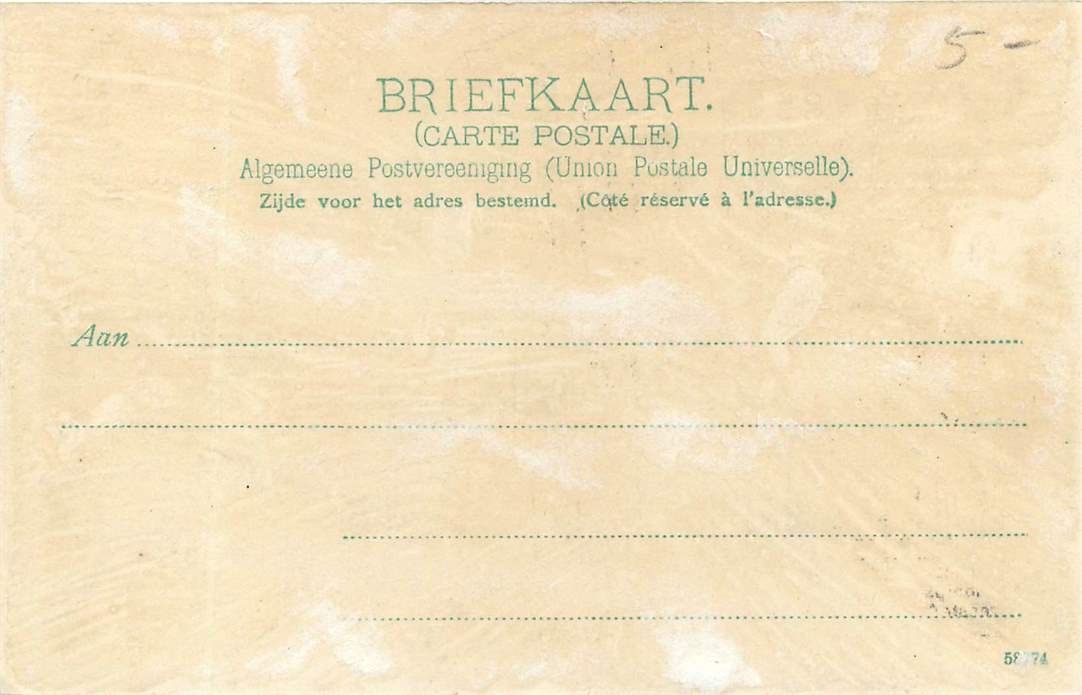 5 -
BRIEFKAART.
(CARTE POSTALE.)
Algemeene Postvereeniging (Union Postale Universelle).
Zijde voor het adres bestemd. (Côté réservé à l'adresse.)
Aan